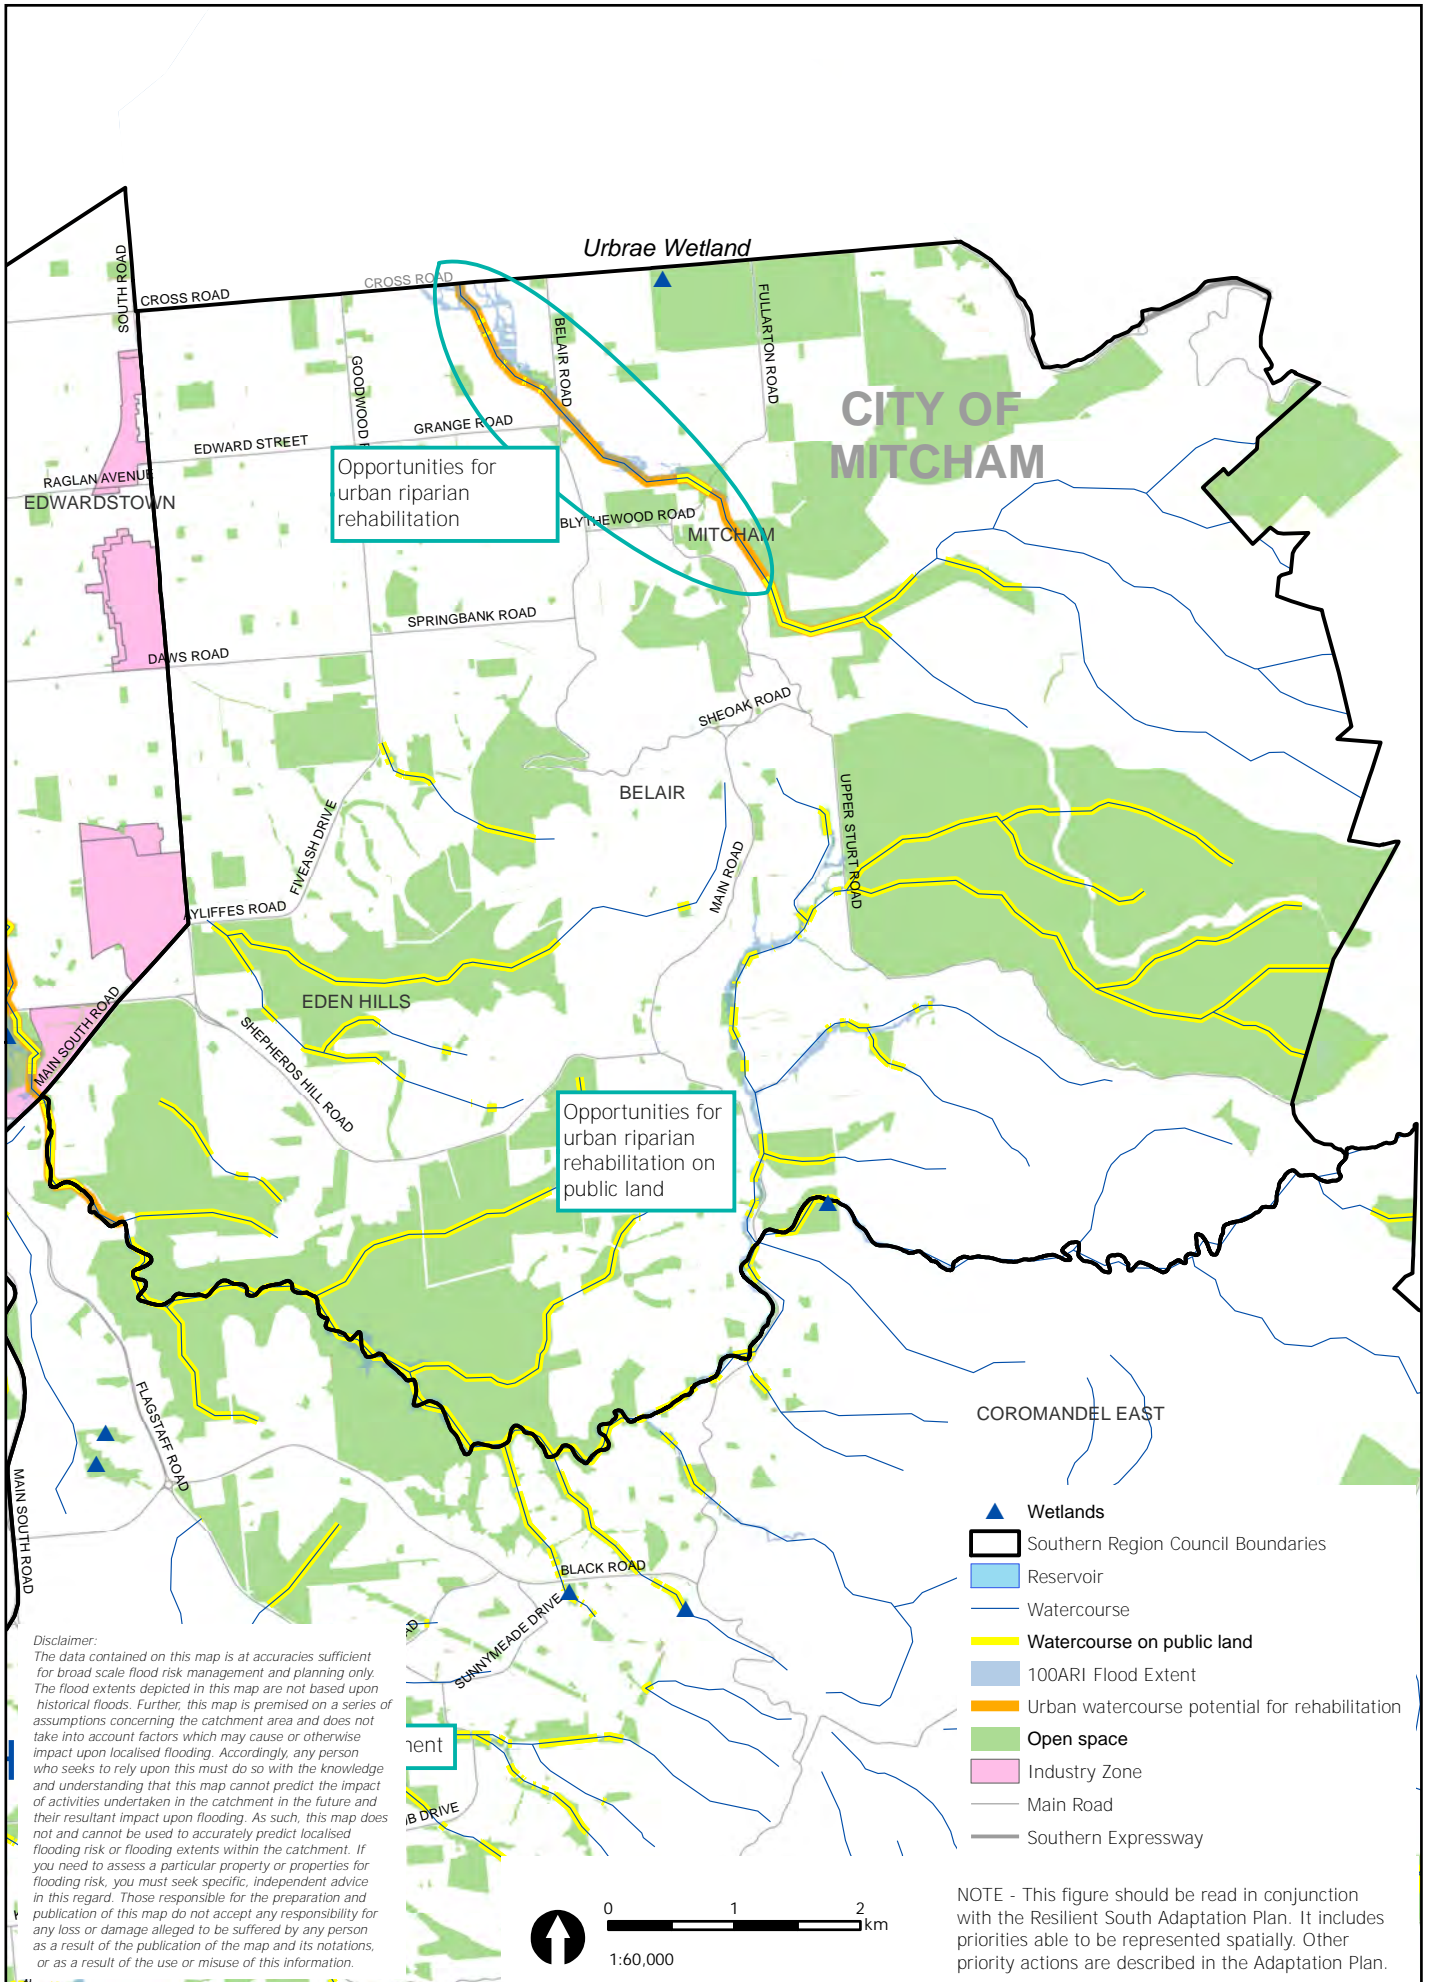 Urbrae Wetland
SOUTH ROAD
CROSS ROAD
CROSS ROAD
BELAIR ROAD
FULLARTON ROAD
GOODWOOD R
CITY OF
MITCHAM
GRANGE ROAD
EDWARD STREET
RAGLAN AVENUE
EDWARDSTOWN
Opportunities for
urban riparian
rehabilitation
BLYTHEWOOD ROAD
MITCHAM
SPRINGBANK ROAD
DAWS ROAD
SHEOAK ROAD
BELAIR
UPPER STURT ROAD
FIVEASH DRIVE
MAIN ROAD
AYLIFFES ROAD
EDEN HILLS
MAIN SOUTH ROAD
SHEPHERDS HILL ROAD
Opportunities for
urban riparian
rehabilitation on
public land
FLAGSTAFF ROAD
COROMANDEL EAST
MAIN SOUTH ROAD
BLACK ROAD
SUNNYMEADE DRIVE
AD
nent
UB DRIVE
Wetlands
Southern Region Council Boundaries
Reservoir
Watercourse
Watercourse on public land
100ARI Flood Extent
Urban watercourse potential for rehabilitation
Open space
Industry Zone
Main Road
Southern Expressway
Disclaimer:
The data contained on this map is at accuracies sufficient
for broad scale flood risk management and planning only.
The flood extents depicted in this map are not based upon
historical floods. Further, this map is premised on a series of
assumptions concerning the catchment area and does not
take into account factors which may cause or otherwise
impact upon localised flooding. Accordingly, any person
who seeks to rely upon this must do so with the knowledge
and understanding that this map cannot predict the impact
of activities undertaken in the catchment in the future and
their resultant impact upon flooding. As such, this map does
not and cannot be used to accurately predict localised
flooding risk or flooding extents within the catchment. If
you need to assess a particular property or properties for
flooding risk, you must seek specific, independent advice
in this regard. Those responsible for the preparation and
publication of this map do not accept any responsibility for
any loss or damage alleged to be suffered by any person
as a result of the publication of the map and its notations,
or as a result of the use or misuse of this information.
0 1 2
km
1:60,000
NOTE - This figure should be read in conjunction
with the Resilient South Adaptation Plan. It includes
priorities able to be represented spatially. Other
priority actions are described in the Adaptation Plan.